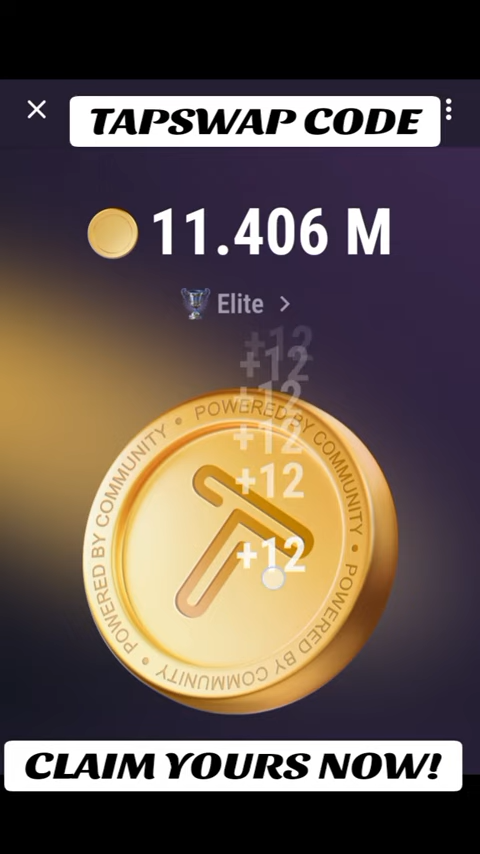 TAPSWAP CODE
11.406 M
Elite
+12
+12
+12
+12
+12
+12
POWERED BY COMMUNITY • POWERED BY COMMUNITY • POWERED BY COMMUNITY •
CLAIM YOURS NOW!